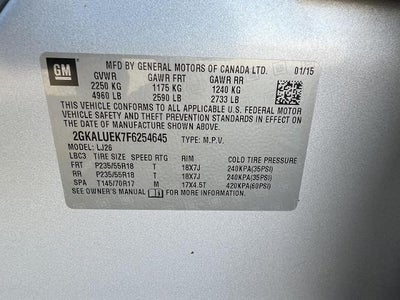 GM
MFD BY GENERAL MOTORS OF CANADA LTD. 01/15
GVWR GAWR FRT GAWR RR
2250 KG 1175 KG 1240 KG
4960 LB 2590 LB 2733 LB
THIS VEHICLE CONFORMS TO ALL APPLICABLE U.S. FEDERAL MOTOR
VEHICLE SAFETY AND THEFT PREVENTION STANDARDS IN EFFECT ON
THE DATE OF MANUFACTURE SHOWN ABOVE.
2GKALUEK7F6254645 TYPE: M.P.V.
MODEL: LJ26
LBC3 TIRE SIZE SPEED RTG RIM COLD TIRE PRESSURE
FRT P235/55R18 T 18X7J 240KPA(35PSI)
RR P235/55R18 T 18X7J 240KPA(35PSI)
SPA T145/70R17 M 17X4.5T 420KPA(60PSI)
SEE OWNER'S MANUAL FOR ADDITIONAL INFORMATION.